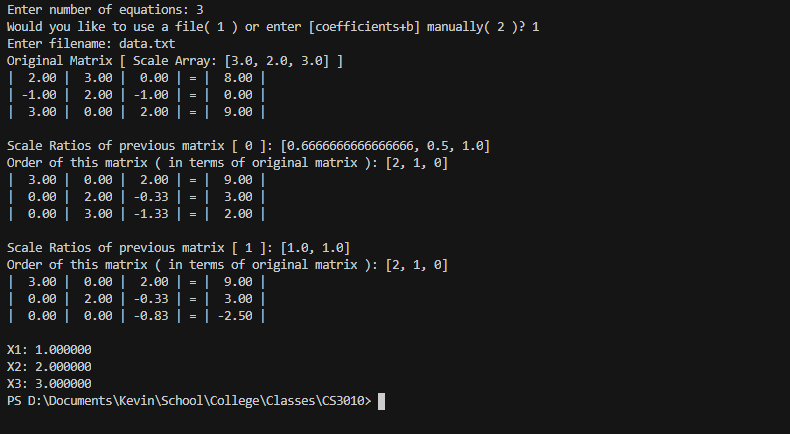 Enter number of equations: 3
Would you like to use a file( 1 ) or enter [coefficients+b] manually( 2 )? 1
Enter filename: data.txt
Original Matrix [ Scale Array: [3.0, 2.0, 3.0] ]
|  2.00 |  3.00 |  0.00 | = |  8.00 |
| -1.00 |  2.00 | -1.00 | = |  0.00 |
|  3.00 |  0.00 |  2.00 | = |  9.00 |
Scale Ratios of previous matrix [ 0 ]: [0.6666666666666666, 0.5, 1.0]
Order of this matrix ( in terms of original matrix ): [2, 1, 0]
|  3.00 |  0.00 |  2.00 | = |  9.00 |
|  0.00 |  2.00 | -0.33 | = |  3.00 |
|  0.00 |  3.00 | -1.33 | = |  2.00 |
Scale Ratios of previous matrix [ 1 ]: [1.0, 1.0]
Order of this matrix ( in terms of original matrix ): [2, 1, 0]
|  3.00 |  0.00 |  2.00 | = |  9.00 |
|  0.00 |  2.00 | -0.33 | = |  3.00 |
|  0.00 |  0.00 | -0.83 | = | -2.50 |
X1: 1.000000
X2: 2.000000
X3: 3.000000
PS D:\Documents\Kevin\School\College\Classes\CS3010>